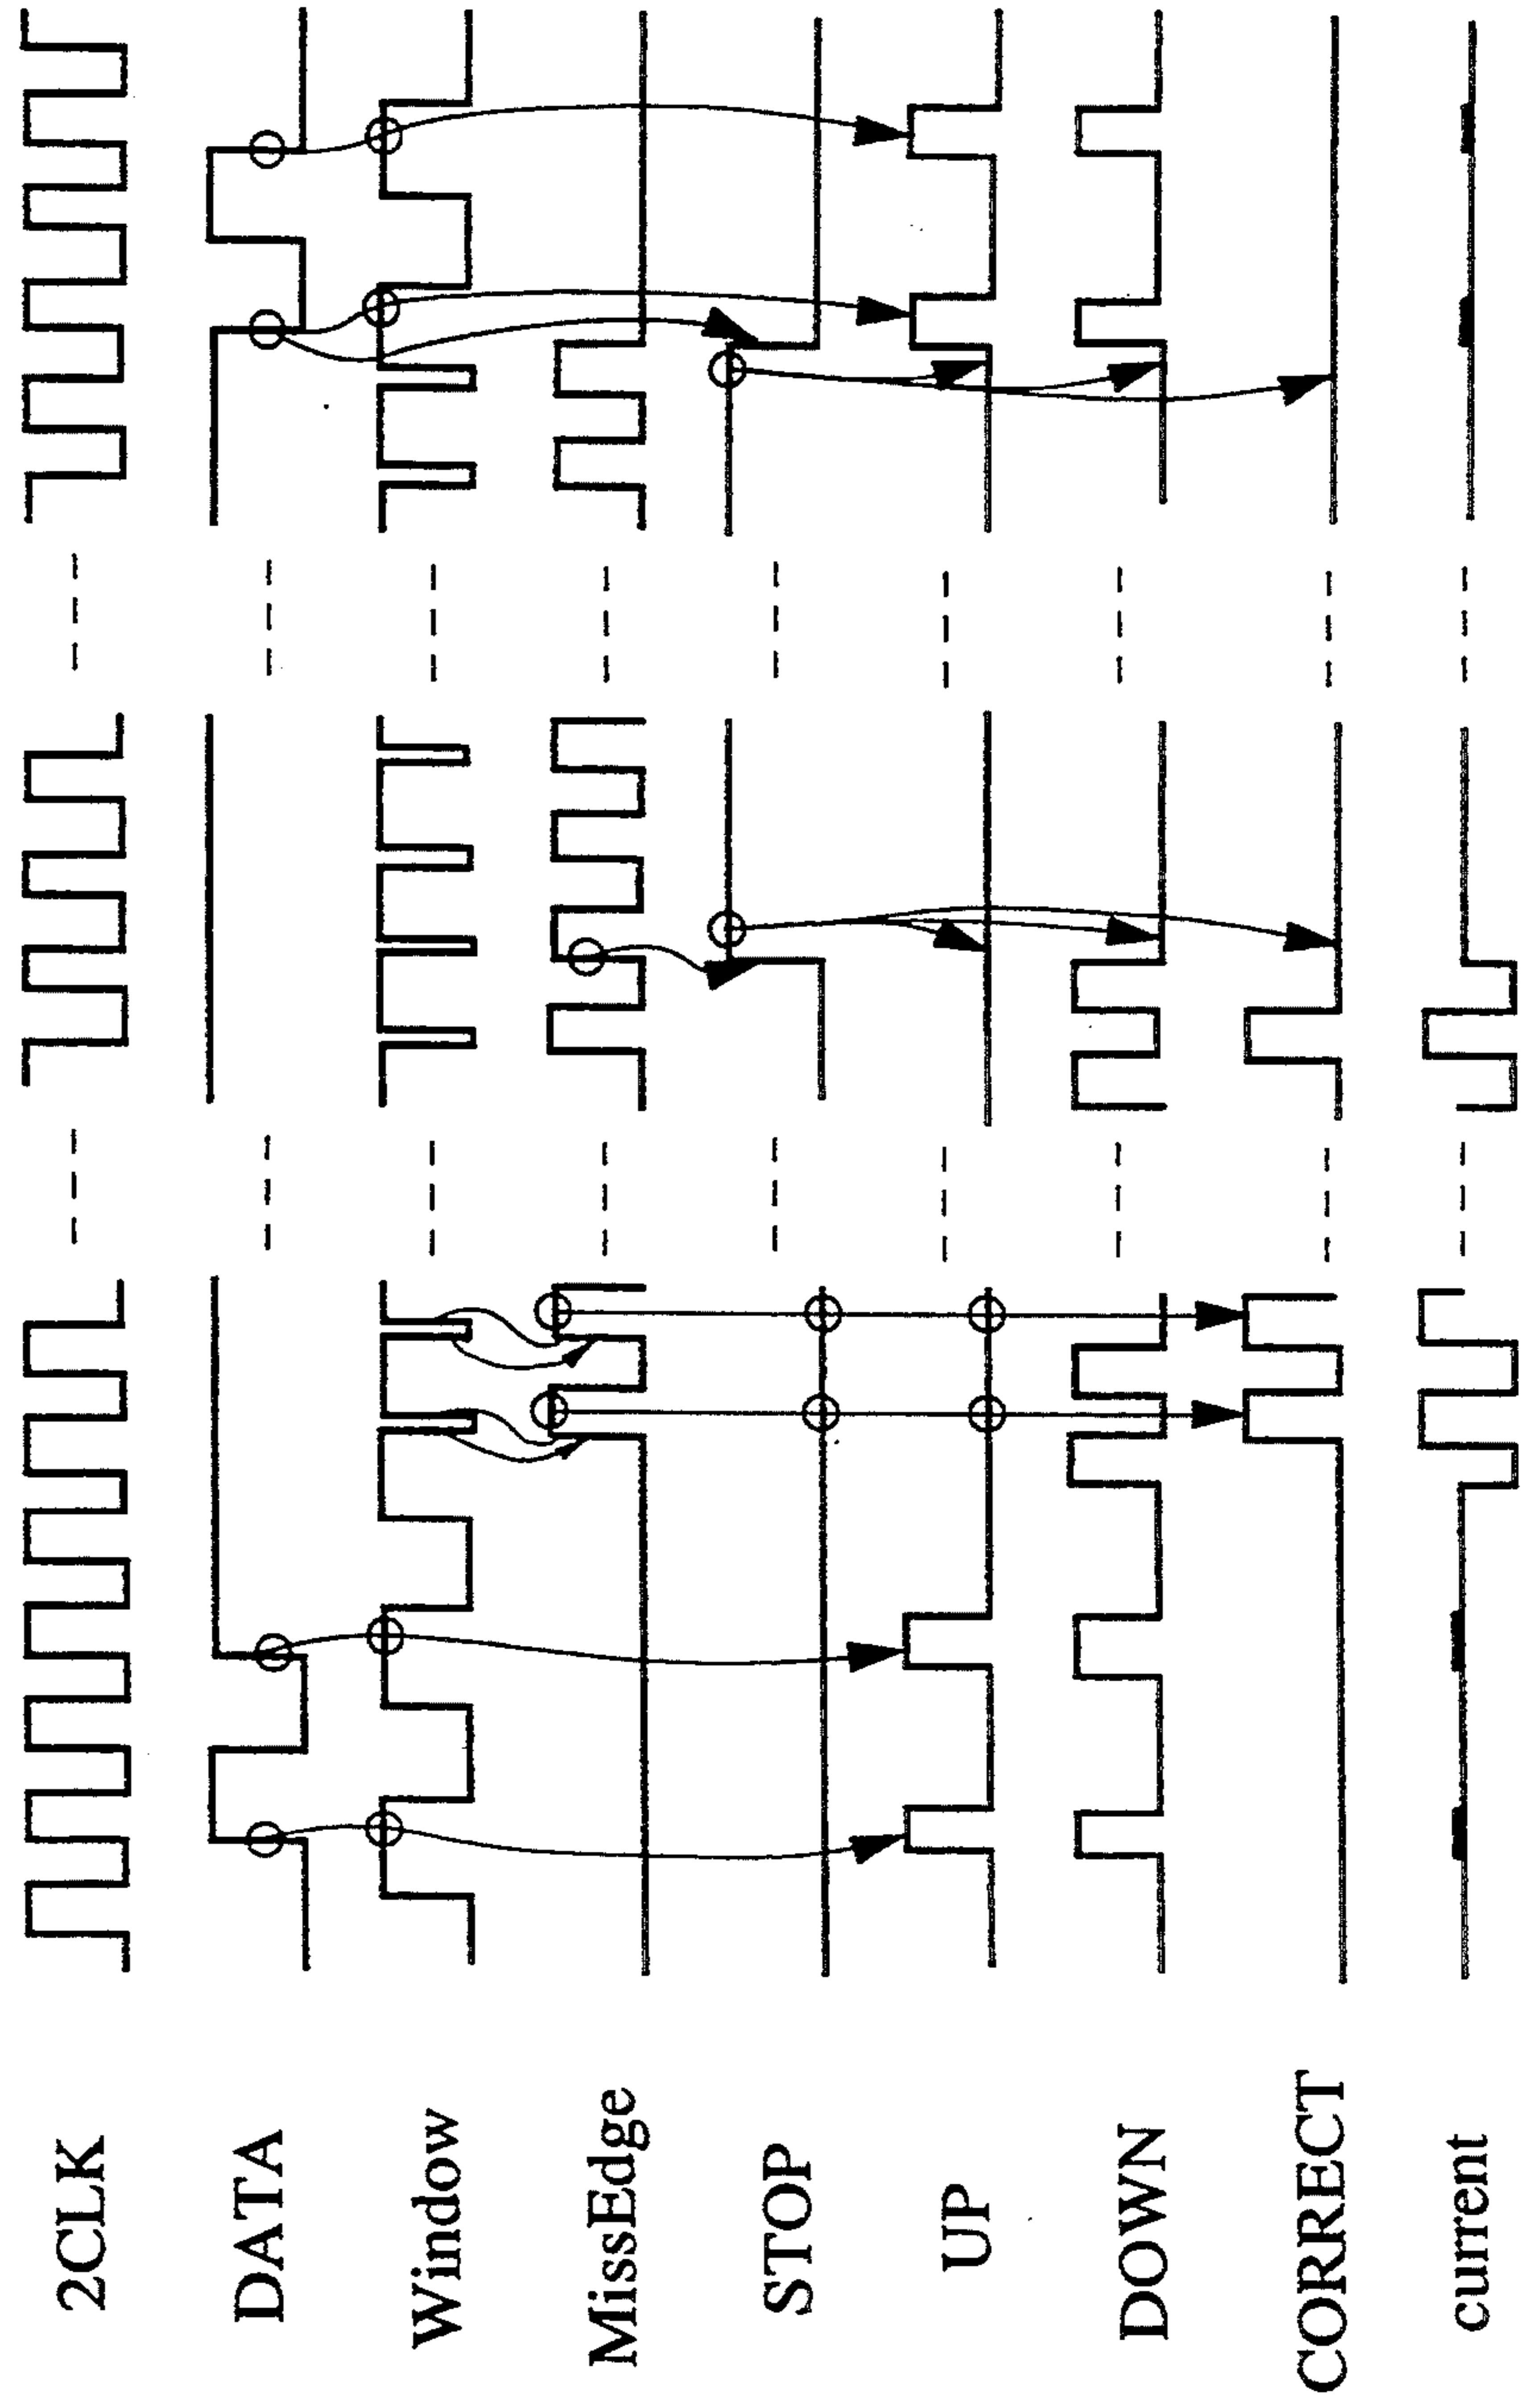 2CLK
DATA
Window
MissEdge
STOP
UP
DOWN
CORRECT
current